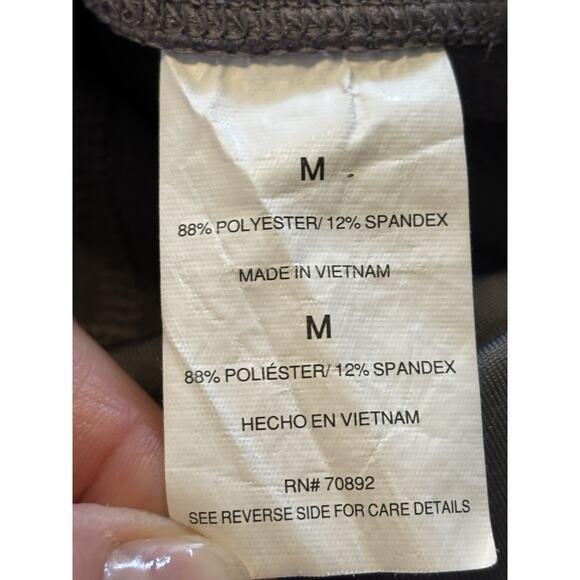 M
88% POLYESTER/ 12% SPANDEX
MADE IN VIETNAM
M
88% POLIÉSTER/ 12% SPANDEX
HECHO EN VIETNAM
RN# 70892
SEE REVERSE SIDE FOR CARE DETAILS